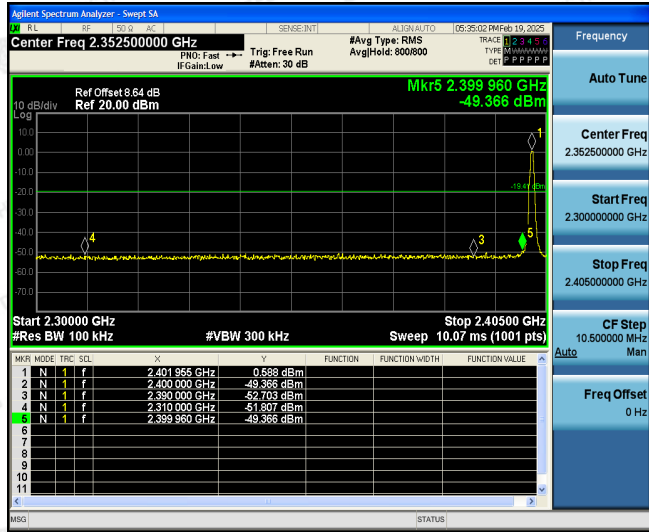 Agilent Spectrum Analyzer - Swept SA
LXI RL RF 50 Ω AC SENSE:INT ALIGN AUTO 05:35:02 PM Feb 19, 2025
Center Freq 2.352500000 GHz
PNO: Fast
IFGain:Low
Trig: Free Run
#Atten: 30 dB
#Avg Type: RMS
Avg|Hold: 800/800
TRACE 1 2 3 4 5 6
TYPE M
DET P P P P P P
Ref Offset 8.64 dB
Ref 20.00 dBm
10 dB/div
Log
Mkr5 2.399 960 GHz
-49.366 dBm
10.0
0.00
-10.0
-20.0
-30.0
-40.0
-50.0
-60.0
-70.0
1
-19.41 dBm
4
3
5
Start 2.30000 GHz
Stop 2.40500 GHz
#Res BW 100 kHz #VBW 300 kHz Sweep 10.07 ms (1001 pts)
MKR MODE TRC SCL X Y FUNCTION FUNCTION WIDTH FUNCTION VALUE
1 N 1 f 2.401 955 GHz 0.588 dBm
2 N 1 f 2.400 000 GHz -49.366 dBm
3 N 1 f 2.390 000 GHz -52.703 dBm
4 N 1 f 2.310 000 GHz -51.807 dBm
5 N 1 f 2.399 960 GHz -49.366 dBm
6
7
8
9
10
11
MSG STATUS
Frequency
Auto Tune
Center Freq
2.352500000 GHz
Start Freq
2.300000000 GHz
Stop Freq
2.405000000 GHz
CF Step
10.500000 MHz
Auto Man
Freq Offset
0 Hz